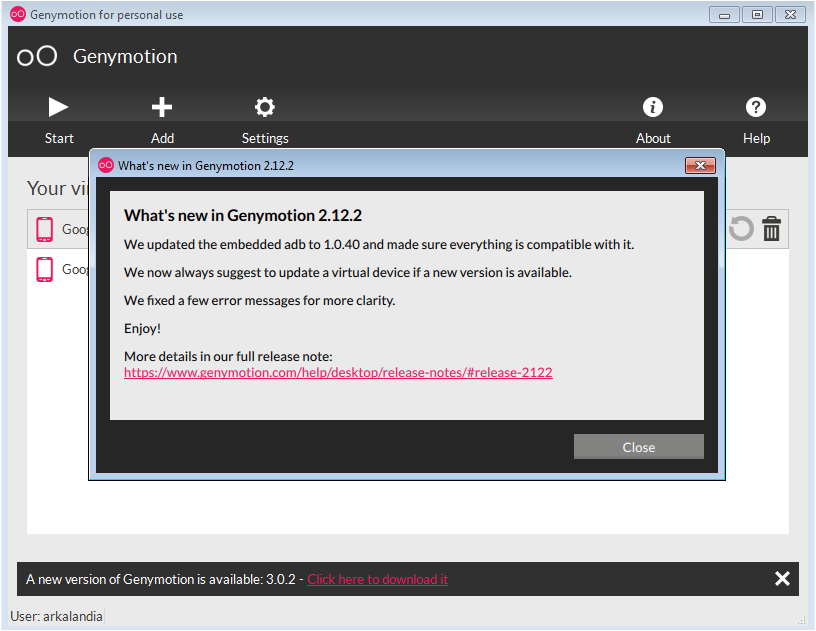 Genymotion for personal use
Genymotion
Start
Add
Settings
About
Help
What's new in Genymotion 2.12.2
Your
What's new in Genymotion 2.12.2
We updated the embedded adb to 1.0.40 and made sure everything is compatible with it.
We now always suggest to update a virtual device if a new version is available.
We fixed a few error messages for more clarity.
Enjoy!
More details in our full release note:
https://www.genymotion.com/help/desktop/release-notes/#release-2122
Close
A new version of Genymotion is available: 3.0.2 - Click here to download it
User: arkalandia